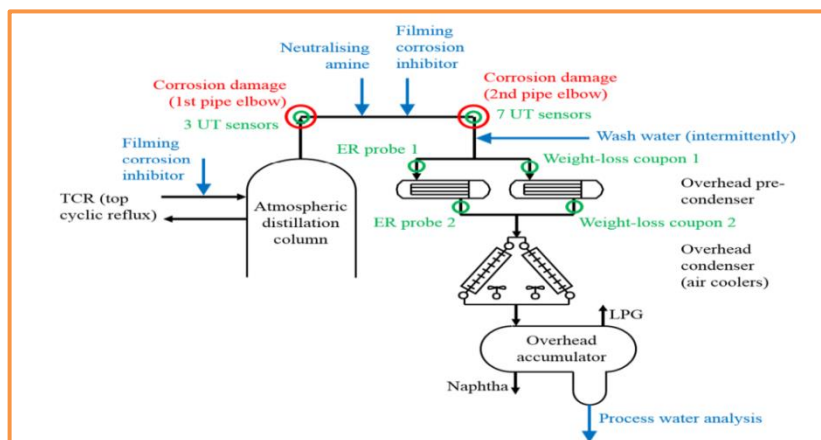 Neutralising
amine
Filming
corrosion
inhibitor
Corrosion damage
(1st pipe elbow)
3 UT sensors
Corrosion damage
(2nd pipe elbow)
7 UT sensors
Wash water (intermittently)
Filming
corrosion
inhibitor
ER probe 1
Weight-loss coupon 1
TCR (top
cyclic reflux)
Atmospheric
distillation
column
Overhead pre-
condenser
ER probe 2
Weight-loss coupon 2
Overhead
condenser
(air coolers)
LPG
Overhead
accumulator
Naphtha
Process water analysis